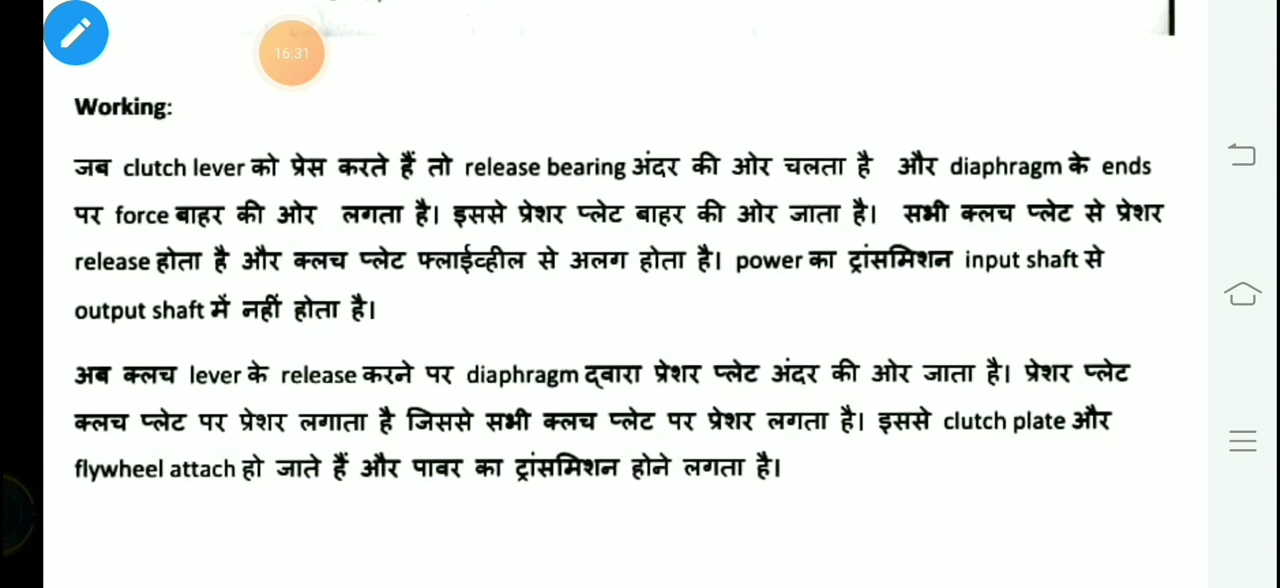 16:31
Working:
जब clutch lever को प्रेस करते हैं तो release bearing अंदर की ओर चलता है और diaphragm के ends
पर force बाहर की ओर लगता है। इससे प्रेशर प्लेट बाहर की ओर जाता है। सभी क्लच प्लेट से प्रेशर
release होता है और क्लच प्लेट फ्लाईव्हील से अलग होता है। power का ट्रांसमिशन input shaft से
output shaft में नहीं होता है।
अब क्लच lever के release करने पर diaphragm द्वारा प्रेशर प्लेट अंदर की ओर जाता है। प्रेशर प्लेट
क्लच प्लेट पर प्रेशर लगाता है जिससे सभी क्लच प्लेट पर प्रेशर लगता है। इससे clutch plate और
flywheel attach हो जाते हैं और पावर का ट्रांसमिशन होने लगता है।